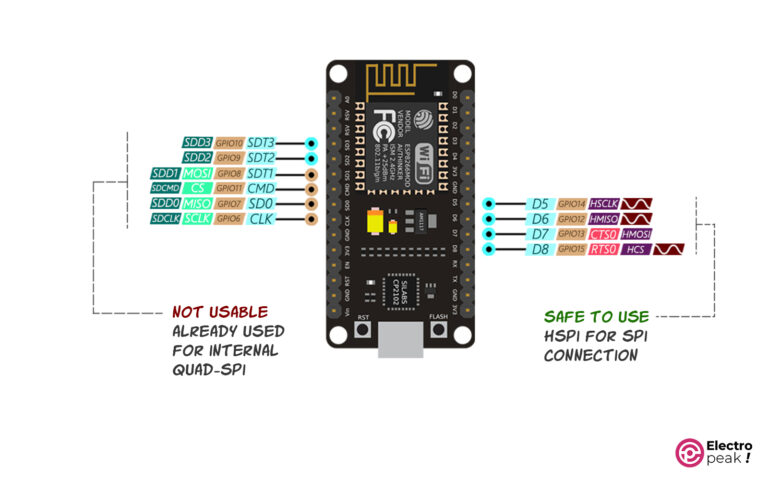 SDD3 GPIO10 SDT3
SDD2 GPIO9 SDT2
SDD1 MOSI GPIO8 SDT1
SDCMD CS GPIO11 CMD
SDD0 MISO GPIO7 SD0
SDCLK SCLK GPIO6 CLK
NOT USABLE
ALREADY USED
FOR INTERNAL
QUAD-SPI
A0
RSV
RSV
SD3
SD2
SD1
CMD
SD0
CLK
GND
3V3
EN
RST
GND
Vin
MODEL
VENDOR
ESP8266MOD
AI/THINKER
ISM 2.4GHz
PA +25dBm
802.11b/g/n
FC
Wi Fi
AMS1117
SILABS
CP2102
RST
FLASH
D0
D1
D2
D3
D4
3V3
GND
D5
D6
D7
D8
RX
TX
GND
3V3
D5 GPIO14 HSCLK
D6 GPIO12 HMISO
D7 GPIO13 CTS0 HMOSI
D8 GPIO15 RTS0 HCS
SAFE TO USE
HSPI FOR SPI
CONNECTION
Electro
peak!